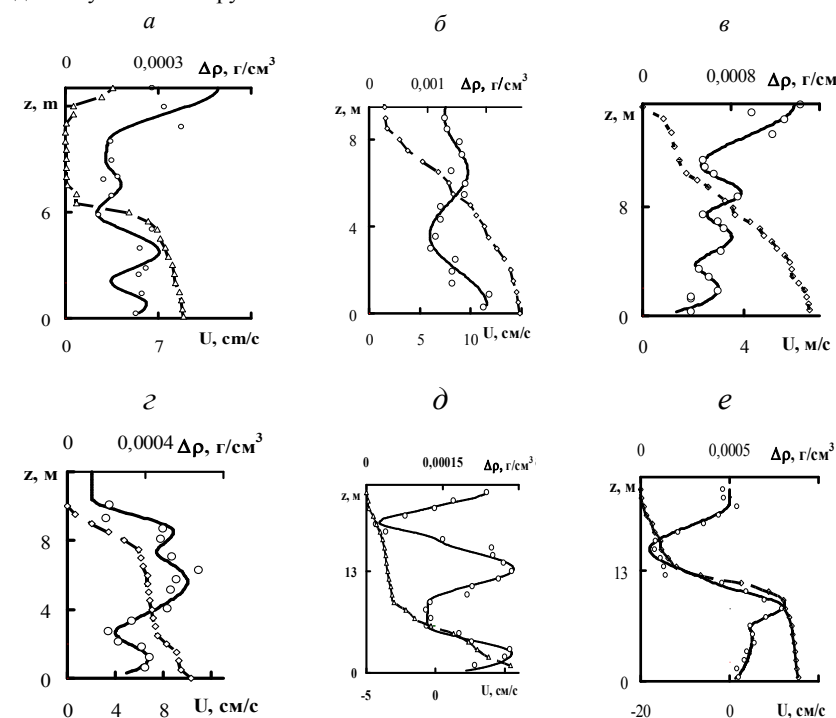 а
0 0,0003 Δρ, г/см³
z, m
6
0
0 7 U, cm/c
б
0 0,001 Δρ, г/см³
z, м
8
4
0
0 5 10 U, см/с
в
0 0,0008 Δρ, г/см
z, м
8
0
0 4 U, м/с
г
0 0,0004 Δρ, г/см³
z, м
8
4
0
0 4 8 U, см/с
д
0 0,00015 Δρ, г/см³
z, м
13
0
-5 0 U, см/с
е
0 0,0005 Δρ, г/см³
z, м
13
0
-20 0 U, см/с